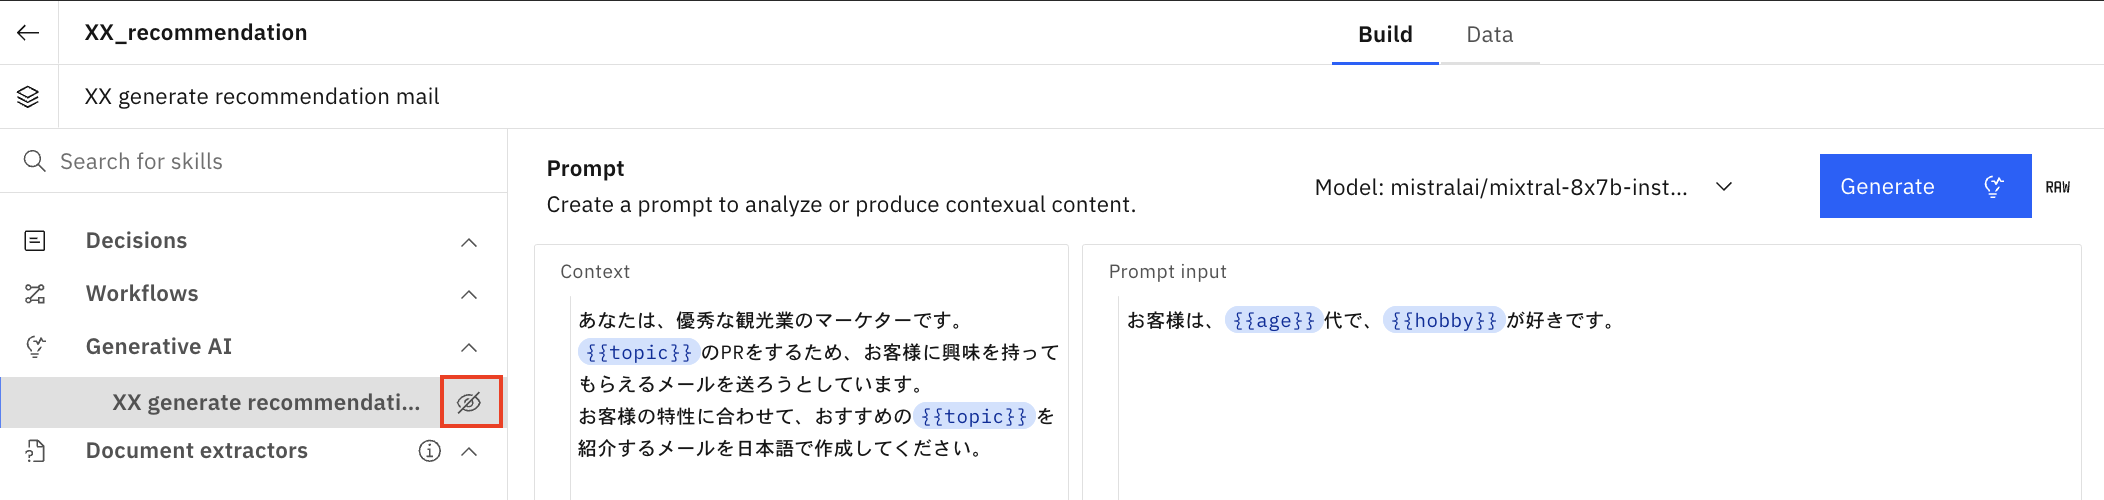 XX_recommendation
Build
Data
XX generate recommendation mail
Search for skills
Decisions
Workflows
Generative AI
XX generate recommendati...
Document extractors
Prompt
Create a prompt to analyze or produce contexual content.
Model: mistralai/mixtral-8x7b-inst...
Generate
RAW
Context
あなたは、優秀な観光業のマーケターです。
{{topic}}のPRをするため、お客様に興味を持って
もらえるメールを送ろうとしています。
お客様の特性に合わせて、おすすめの{{topic}}を
紹介するメールを日本語で作成してください。
Prompt input
お客様は、{{age}}代で、{{hobby}}が好きです。